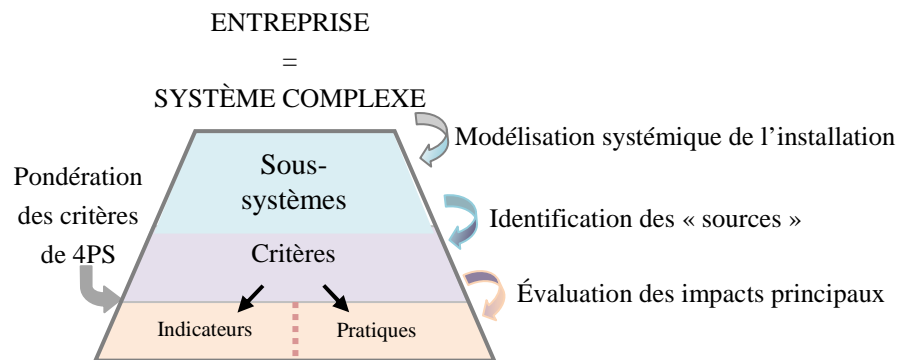 ENTREPRISE
=
SYSTÈME COMPLEXE
Modélisation systémique de l’installation
Sous-
systèmes
Pondération
des critères
de 4PS
Identification des « sources »
Critères
Évaluation des impacts principaux
Indicateurs
Pratiques